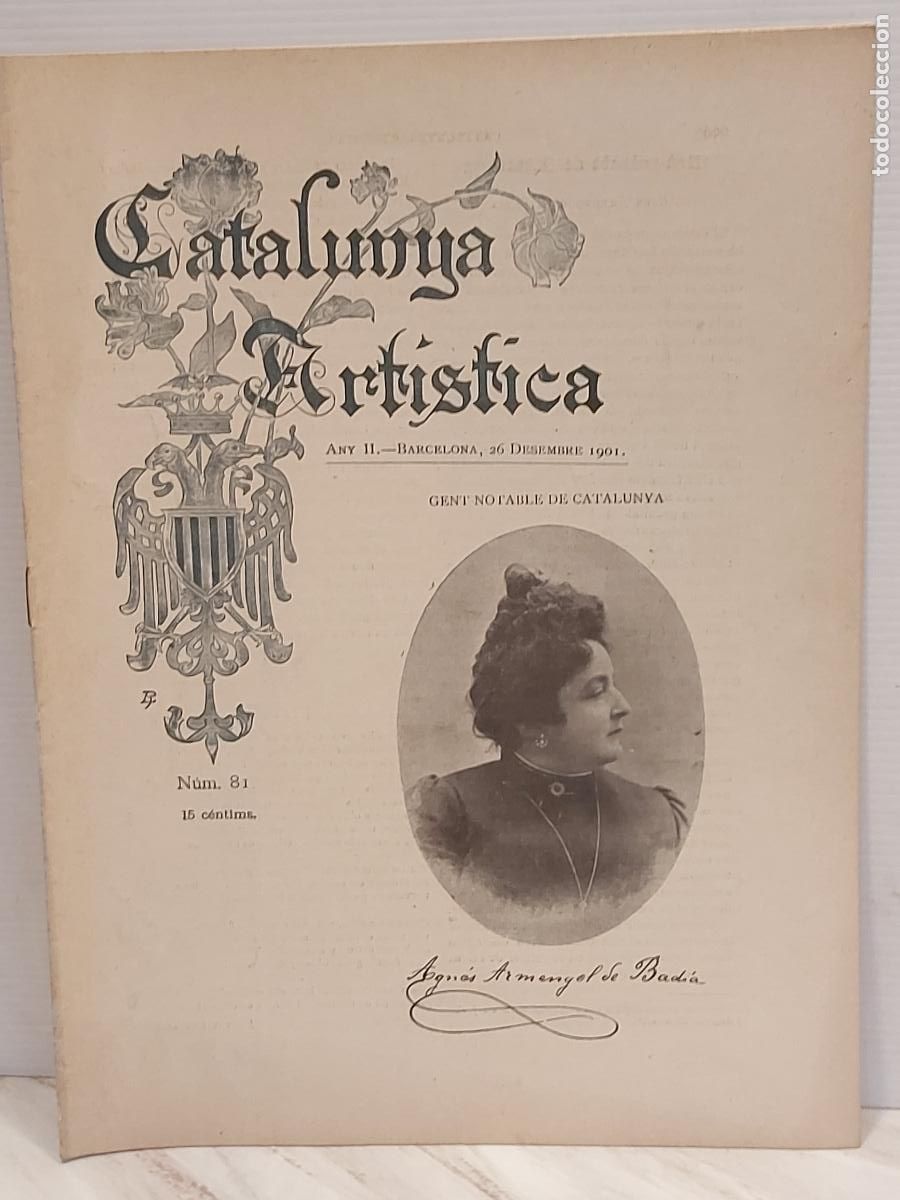 Catalunya
Artística
ANY II.—BARCELONA, 26 DESEMBRE 1901.
GENT NOTABLE DE CATALUNYA
Núm. 81
15 céntims.
Agnés Armengol de Badía
todocoleccion